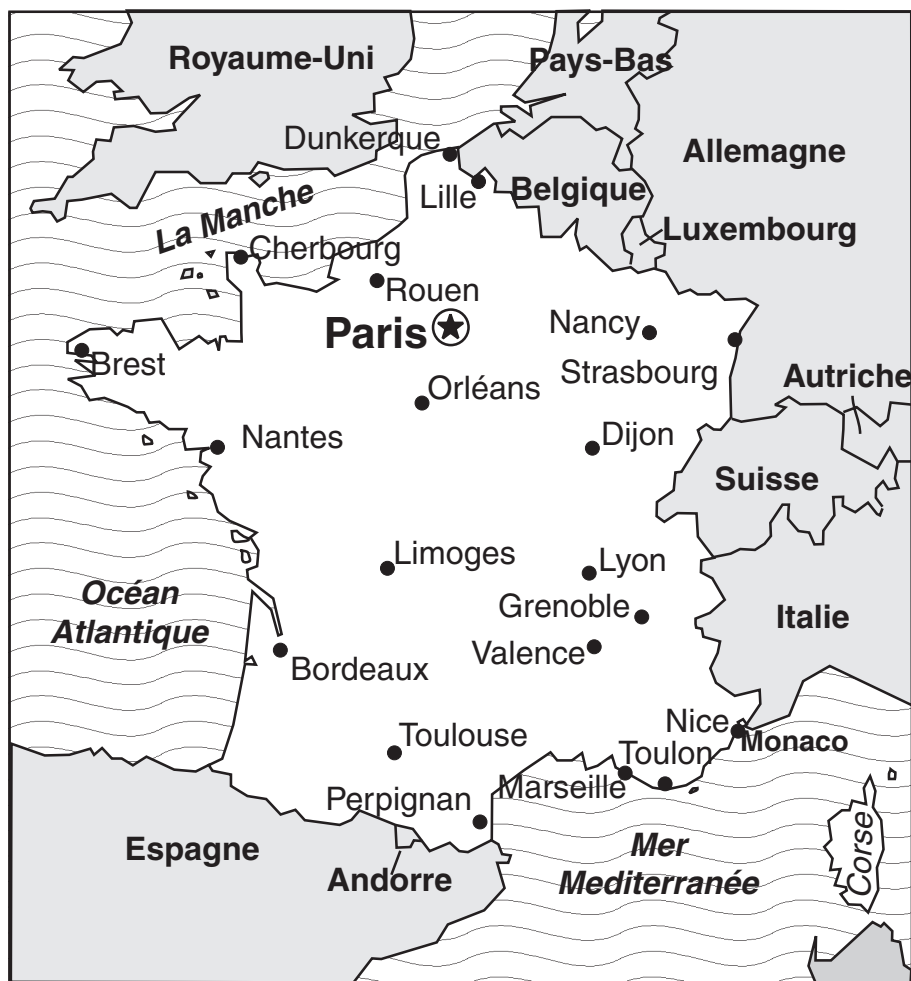 Royaume-Uni
Pays-Bas
Dunkerque
Allemagne
Lille
Belgique
La Manche
Luxembourg
Cherbourg
Rouen
Paris
Nancy
Brest
Strasbourg
Autriche
Orléans
Nantes
Dijon
Suisse
Limoges
Lyon
Océan
Atlantique
Grenoble
Italie
Valence
Bordeaux
Nice
Toulouse
Toulon
Monaco
Marseille
Perpignan
Espagne
Mer
Mediterranée
Corse
Andorre